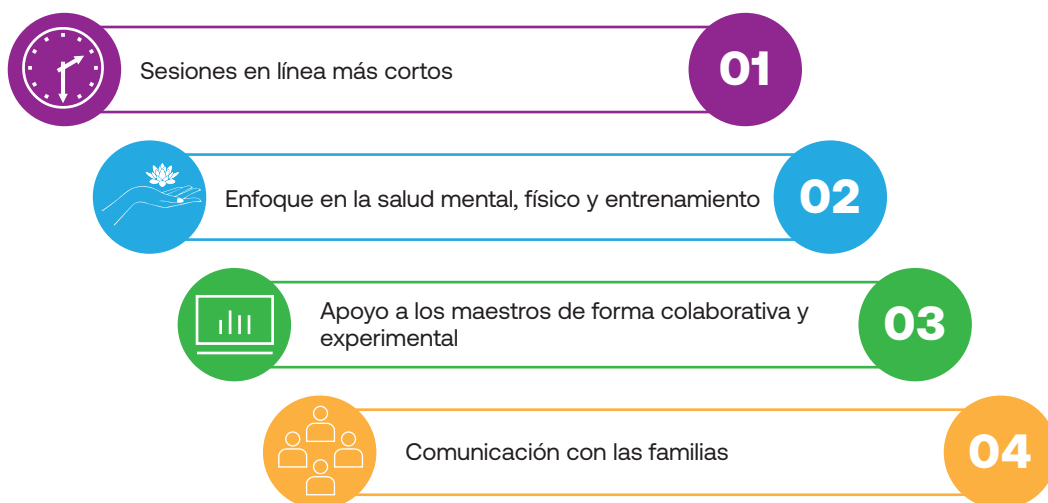 Sesiones en línea más cortos
01
Enfoque en la salud mental, físico y entrenamiento
02
Apoyo a los maestros de forma colaborativa y
experimental
03
Comunicación con las familias
04